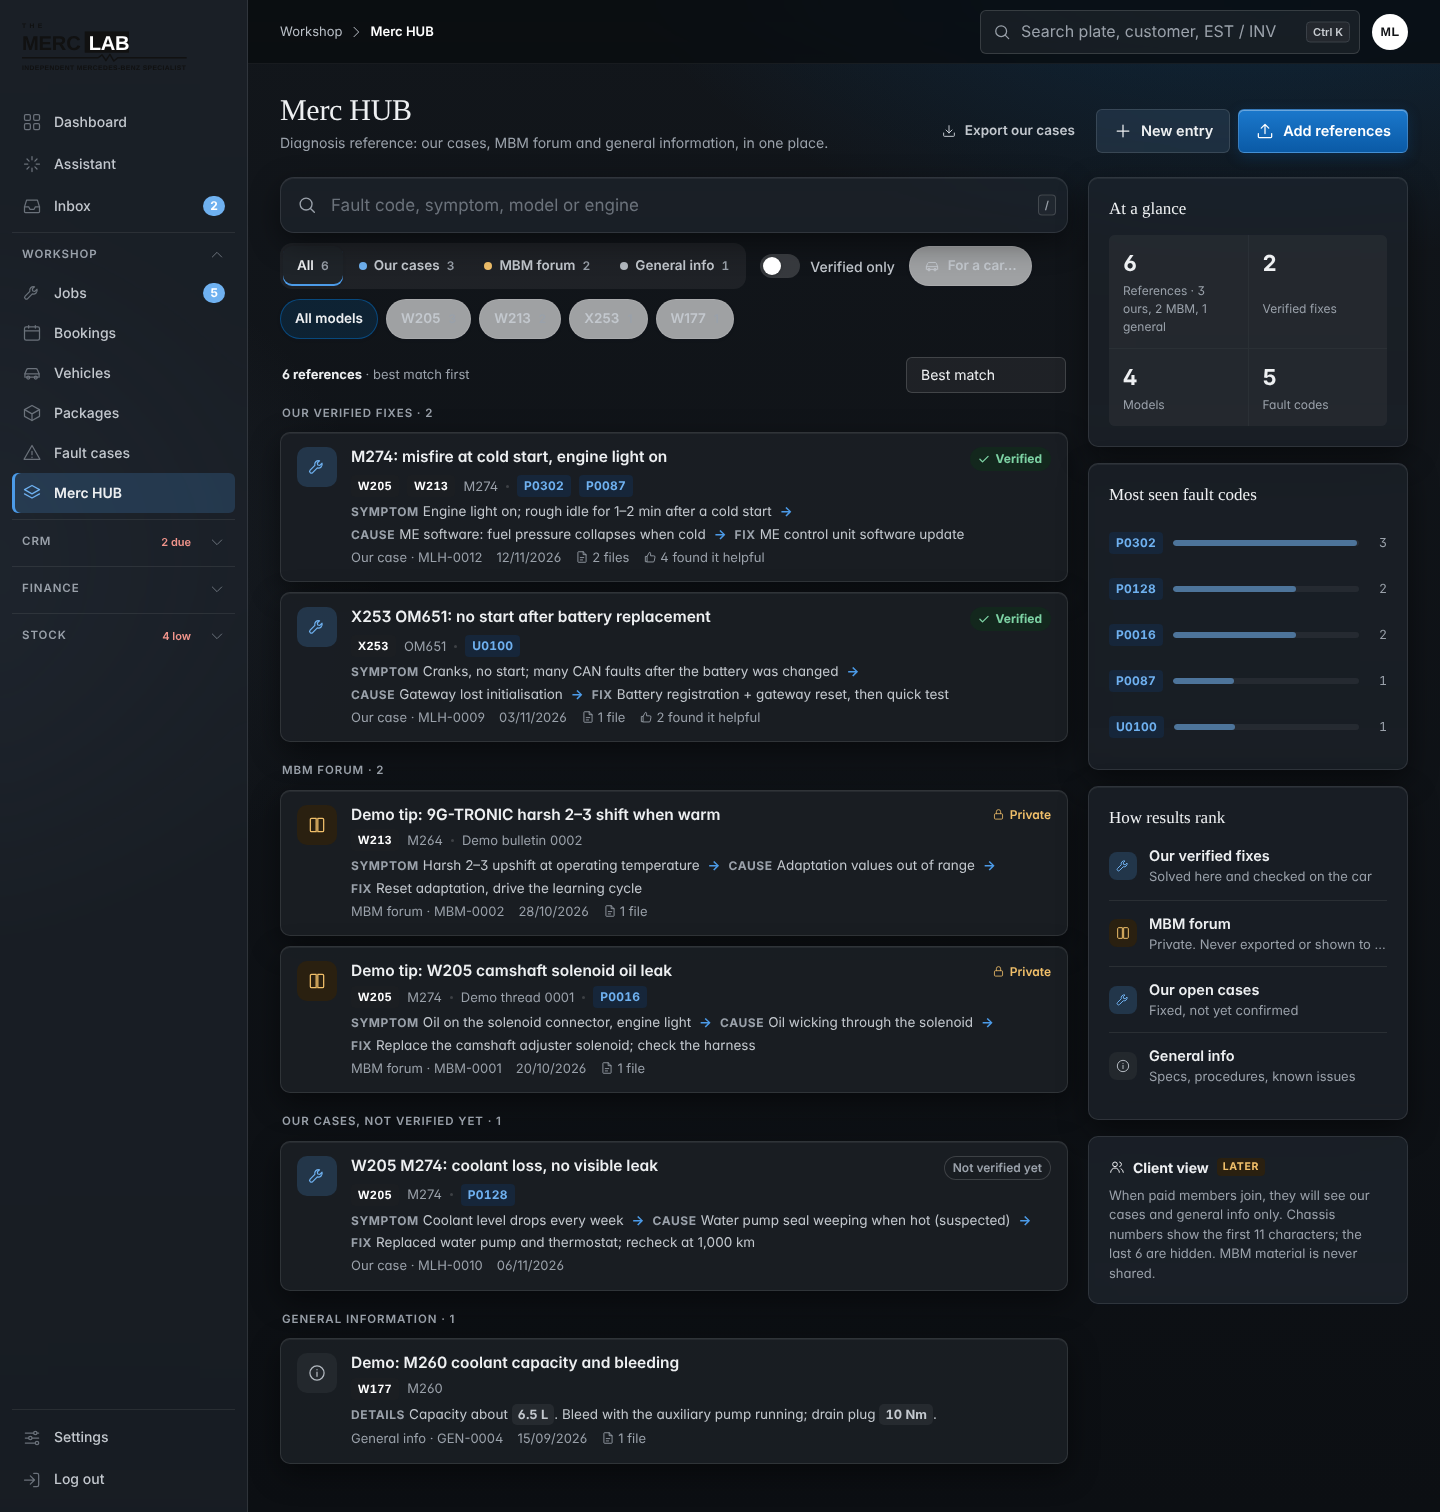 THE
MERC LAB
INDEPENDENT MERCEDES-BENZ SPECIALIST
Dashboard
Assistant
Inbox 2
WORKSHOP
Jobs 5
Bookings
Vehicles
Packages
Fault cases
Merc HUB
CRM 2 due
FINANCE
STOCK 4 low
Settings
Log out
Workshop > Merc HUB
Search plate, customer, EST / INV Ctrl K
ML
Merc HUB
Diagnosis reference: our cases, MBM forum and general information, in one place.
Export our cases
New entry
Add references
Fault code, symptom, model or engine /
All 6 Our cases 3 MBM forum 2 General info 1 Verified only For a car...
All models W205 W213 X253 W177
6 references · best match first Best match
OUR VERIFIED FIXES · 2
M274: misfire at cold start, engine light on Verified
W205 W213 M274 · P0302 P0087
SYMPTOM Engine light on; rough idle for 1–2 min after a cold start →
CAUSE ME software: fuel pressure collapses when cold → FIX ME control unit software update
Our case · MLH-0012 12/11/2026 2 files 4 found it helpful
X253 OM651: no start after battery replacement Verified
X253 OM651 · U0100
SYMPTOM Cranks, no start; many CAN faults after the battery was changed →
CAUSE Gateway lost initialisation → FIX Battery registration + gateway reset, then quick test
Our case · MLH-0009 03/11/2026 1 file 2 found it helpful
MBM FORUM · 2
Demo tip: 9G-TRONIC harsh 2–3 shift when warm Private
W213 M264 · Demo bulletin 0002
SYMPTOM Harsh 2–3 upshift at operating temperature → CAUSE Adaptation values out of range →
FIX Reset adaptation, drive the learning cycle
MBM forum · MBM-0002 28/10/2026 1 file
Demo tip: W205 camshaft solenoid oil leak Private
W205 M274 · Demo thread 0001 · P0016
SYMPTOM Oil on the solenoid connector, engine light → CAUSE Oil wicking through the solenoid →
FIX Replace the camshaft adjuster solenoid; check the harness
MBM forum · MBM-0001 20/10/2026 1 file
OUR CASES, NOT VERIFIED YET · 1
W205 M274: coolant loss, no visible leak Not verified yet
W205 M274 · P0128
SYMPTOM Coolant level drops every week → CAUSE Water pump seal weeping when hot (suspected) →
FIX Replaced water pump and thermostat; recheck at 1,000 km
Our case · MLH-0010 06/11/2026
GENERAL INFORMATION · 1
Demo: M260 coolant capacity and bleeding
W177 M260
DETAILS Capacity about 6.5 L . Bleed with the auxiliary pump running; drain plug 10 Nm .
General info · GEN-0004 15/09/2026 1 file
At a glance
6
References · 3
ours, 2 MBM, 1
general
2
Verified fixes
4
Models
5
Fault codes
Most seen fault codes
P0302 3
P0128 2
P0016 2
P0087 1
U0100 1
How results rank
Our verified fixes
Solved here and checked on the car
MBM forum
Private. Never exported or shown to ...
Our open cases
Fixed, not yet confirmed
General info
Specs, procedures, known issues
Client view LATER
When paid members join, they will see our
cases and general info only. Chassis
numbers show the first 11 characters; the
last 6 are hidden. MBM material is never
shared.